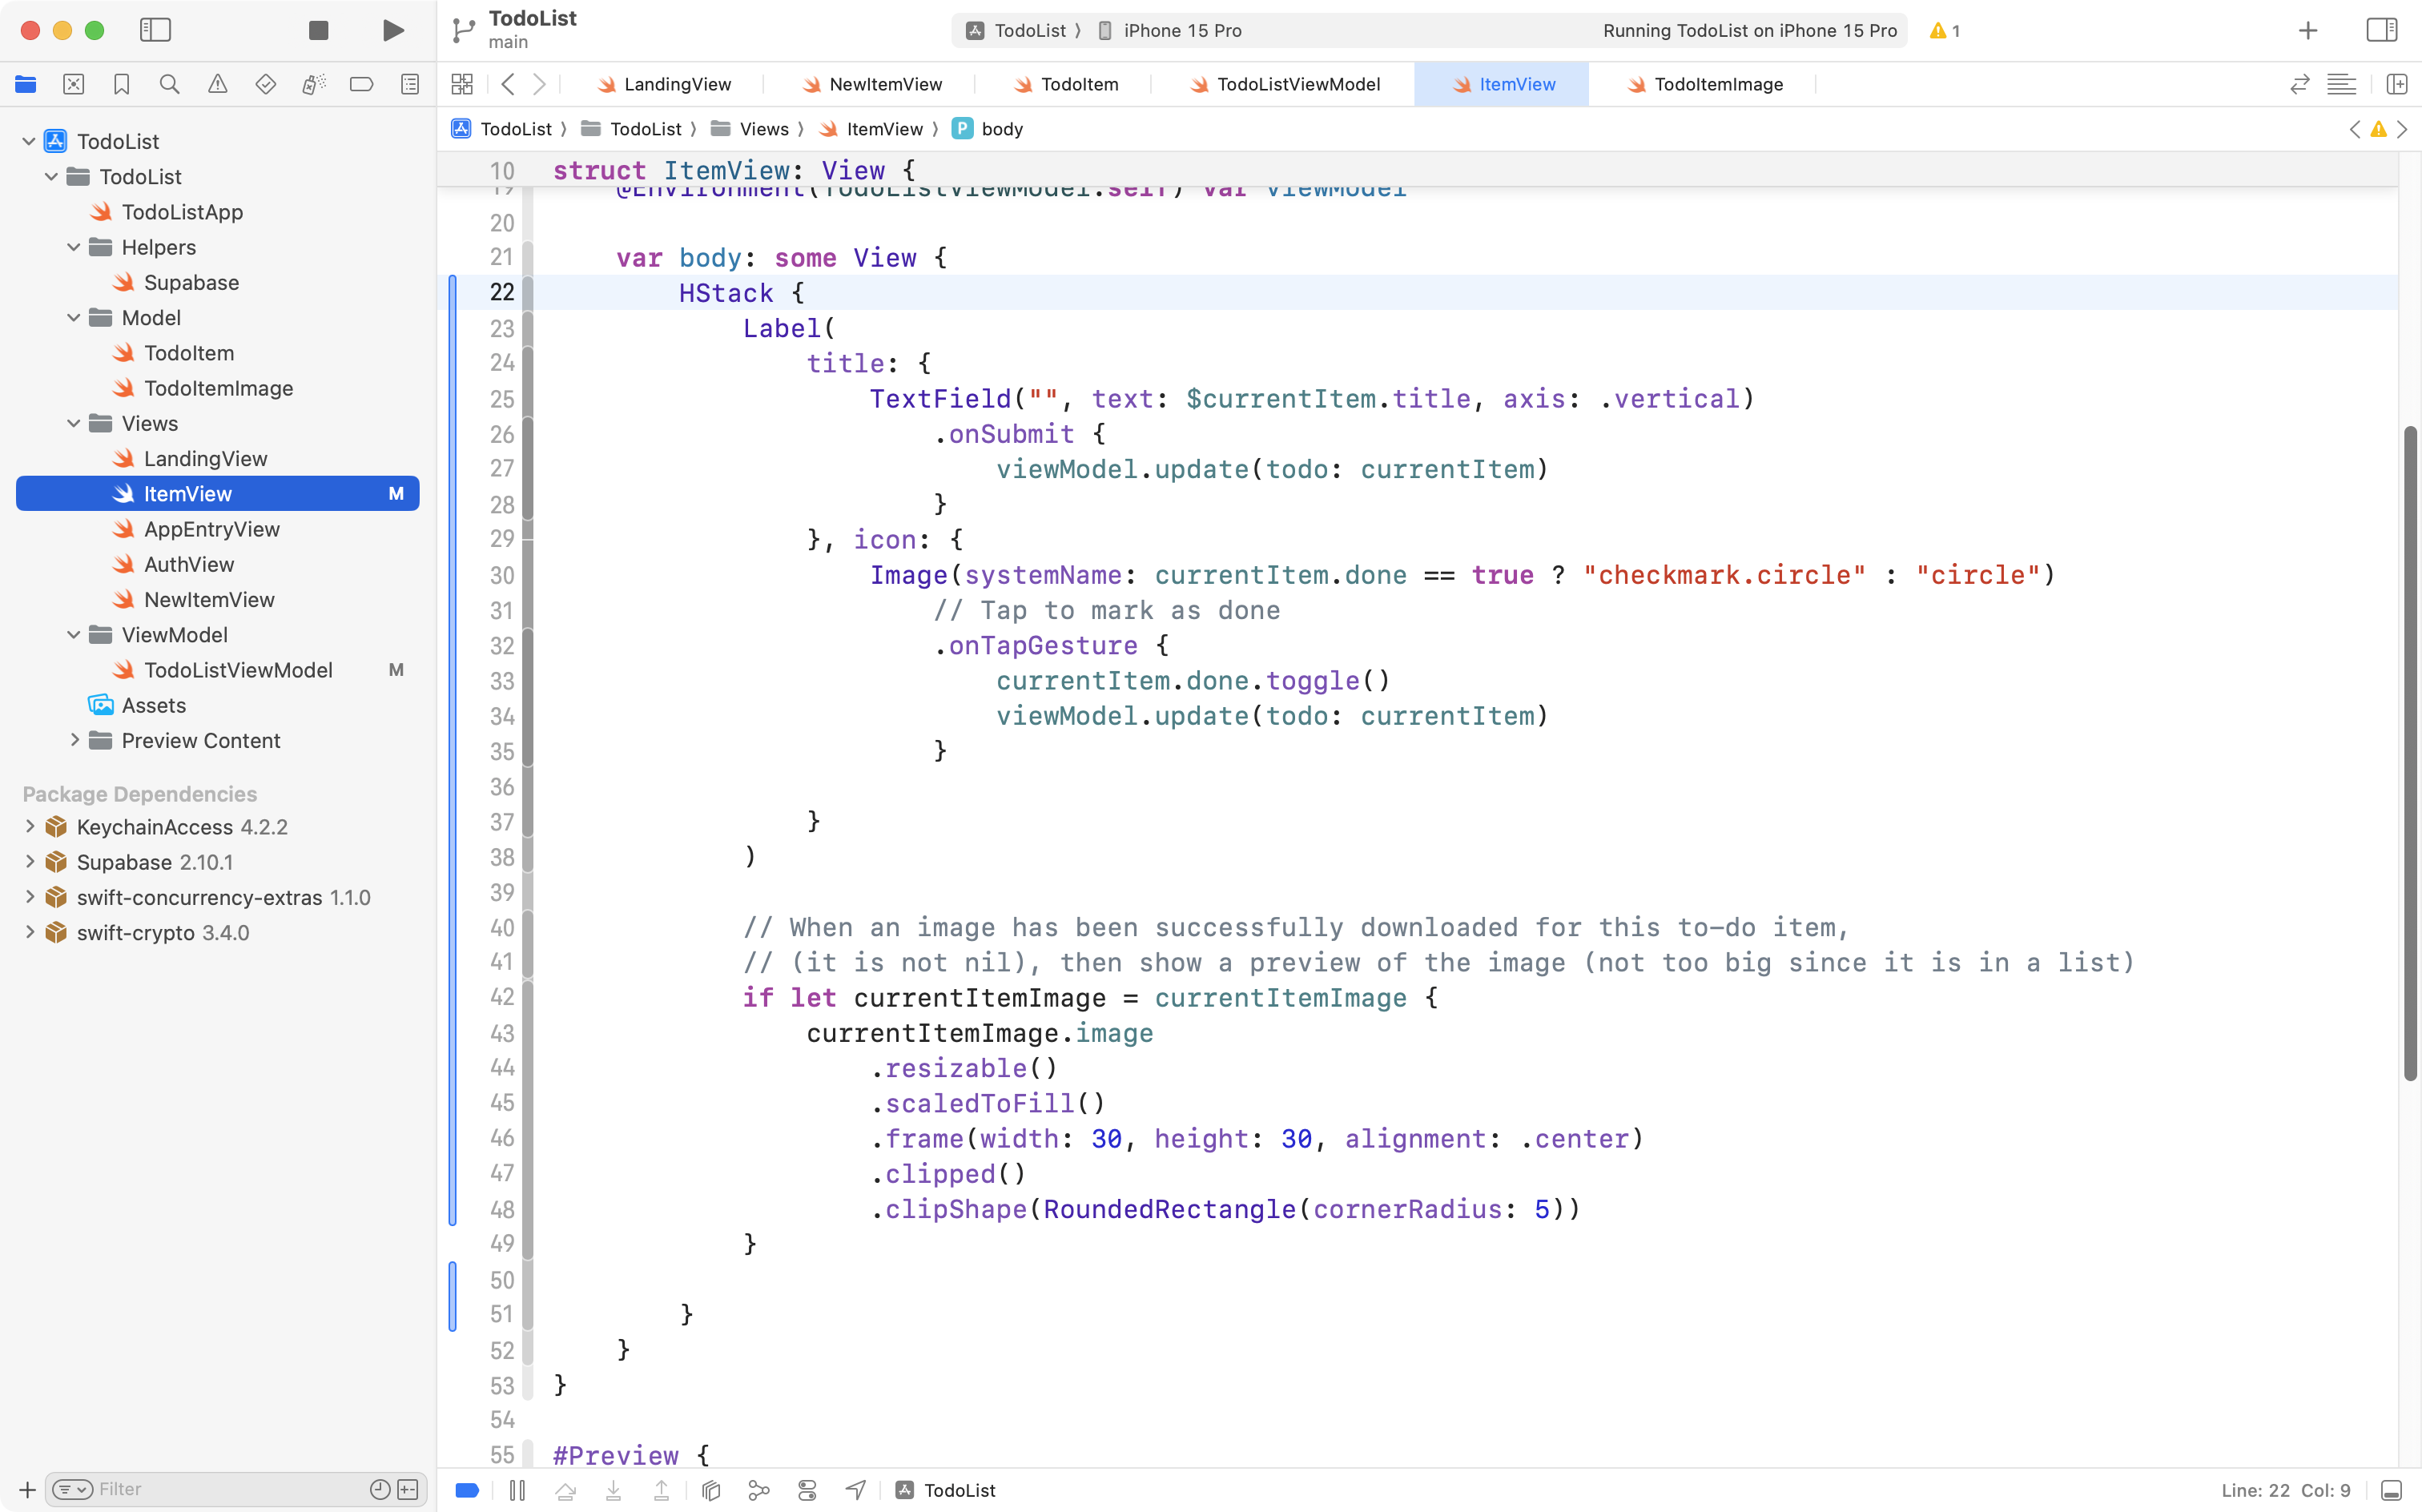 TodoList
main
TodoList 〉 iPhone 15 Pro
Running TodoList on iPhone 15 Pro
1
LandingView
NewItemView
TodoItem
TodoListViewModel
ItemView
TodoItemImage
TodoList 〉 TodoList 〉 Views 〉 ItemView 〉 P body
TodoList
TodoList
TodoListApp
Helpers
Supabase
Model
TodoItem
TodoItemImage
Views
LandingView
ItemView M
AppEntryView
AuthView
NewItemView
ViewModel
TodoListViewModel M
Assets
Preview Content
Package Dependencies
KeychainAccess 4.2.2
Supabase 2.10.1
swift-concurrency-extras 1.1.0
swift-crypto 3.4.0
Filter
10 struct ItemView: View {
19 @Environment(TodoListViewModel.self) var viewModel
20
21 var body: some View {
22 HStack {
23 Label(
24 title: {
25 TextField("", text: $currentItem.title, axis: .vertical)
26 .onSubmit {
27 viewModel.update(todo: currentItem)
28 }
29 }, icon: {
30 Image(systemName: currentItem.done == true ? "checkmark.circle" : "circle")
31 // Tap to mark as done
32 .onTapGesture {
33 currentItem.done.toggle()
34 viewModel.update(todo: currentItem)
35 }
36
37 }
38 )
39
40 // When an image has been successfully downloaded for this to-do item,
41 // (it is not nil), then show a preview of the image (not too big since it is in a list)
42 if let currentItemImage = currentItemImage {
43 currentItemImage.image
44 .resizable()
45 .scaledToFill()
46 .frame(width: 30, height: 30, alignment: .center)
47 .clipped()
48 .clipShape(RoundedRectangle(cornerRadius: 5))
49 }
50
51 }
52 }
53 }
54
55 #Preview {
TodoList
Line: 22 Col: 9